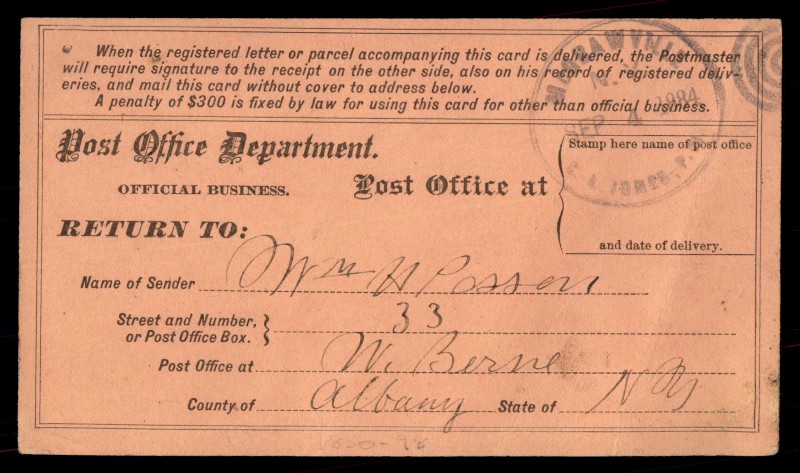 When the registered letter or parcel accompanying this card is delivered, the Postmaster
will require signature to the receipt on the other side, also on his record of registered deliv-
eries, and mail this card without cover to address below.
A penalty of $300 is fixed by law for using this card for other than official business.
SEP 4 1884
Post Office Department.
OFFICIAL BUSINESS.
Post Office at
Stamp here name of post office
and date of delivery.
RETURN TO:
Name of Sender Wm H Posson
Street and Number, or Post Office Box. } 33
Post Office at W. Berne
County of Albany State of N Y